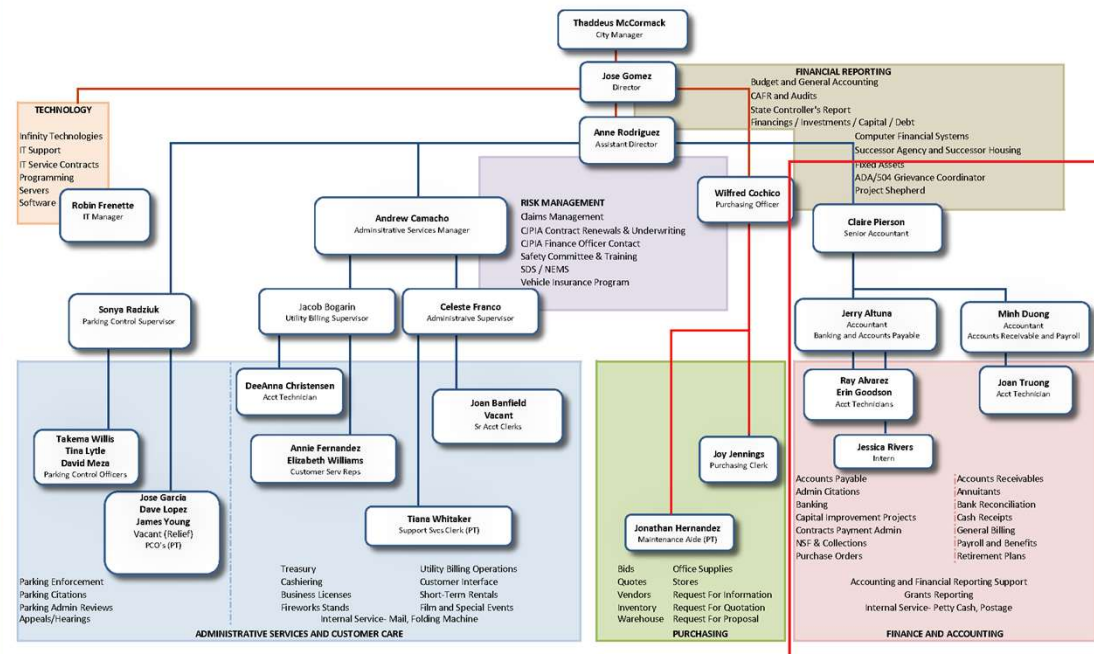 Thaddeus McCormack
City Manager
Jose Gomez
Director
FINANCIAL REPORTING
Budget and General Accounting
CAFR and Audits
State Controller's Report
Financings / Investments / Capital / Debt
Computer Financial Systems
Successor Agency and Successor Housing
Fixed Assets
ADA/504 Grievance Coordinator
Project Shepherd
TECHNOLOGY
Infinity Technologies
IT Support
IT Service Contracts
Programming
Servers
Software
Robin Frenette
IT Manager
Anne Rodriguez
Assistant Director
Andrew Camacho
Adminsitrative Services Manager
RISK MANAGEMENT
Claims Management
CJPIA Contract Renewals & Underwriting
CJPIA Finance Officer Contact
Safety Committee & Training
SDS / NEMS
Vehicle Insurance Program
Wilfred Cochico
Purchasing Officer
Claire Pierson
Senior Accountant
Sonya Radziuk
Parking Control Supervisor
Jacob Bogarin
Utility Billing Supervisor
Celeste Franco
Administraive Supervisor
Jerry Altuna
Accountant
Banking and Accounts Payable
Minh Duong
Accountant
Accounts Receivable and Payroll
DeeAnna Christensen
Acct Technician
Joan Banfield
Vacant
Sr Acct Clerks
Ray Alvarez
Erin Goodson
Acct Technicians
Joan Truong
Acct Technician
Takema Willis
Tina Lytle
David Meza
Parking Control Officers
Annie Fernandez
Elizabeth Williams
Customer Serv Reps
Joy Jennings
Purchasing Clerk
Jessica Rivers
Intern
Jose Garcia
Dave Lopez
James Young
Vacant (Relief)
PCO's (PT)
Tiana Whitaker
Support Svcs Clerk (PT)
Jonathan Hernandez
Maintenance Aide (PT)
Parking Enforcement
Parking Citations
Parking Admin Reviews
Appeals/Hearings
Treasury
Cashiering
Business Licenses
Fireworks Stands
Utility Billing Operations
Customer Interface
Short-Term Rentals
Film and Special Events
Internal Service- Mail, Folding Machine
ADMINISTRATIVE SERVICES AND CUSTOMER CARE
Bids
Quotes
Vendors
Inventory
Warehouse
Office Supplies
Stores
Request For Information
Request For Quotation
Request For Proposal
PURCHASING
Accounts Payable
Admin Citations
Banking
Capital Improvement Projects
Contracts Payment Admin
NSF & Collections
Purchase Orders
Accounts Receivables
Annuitants
Bank Reconciliation
Cash Receipts
General Billing
Payroll and Benefits
Retirement Plans
Accounting and Financial Reporting Support
Grants Reporting
Internal Service- Petty Cash, Postage
FINANCE AND ACCOUNTING